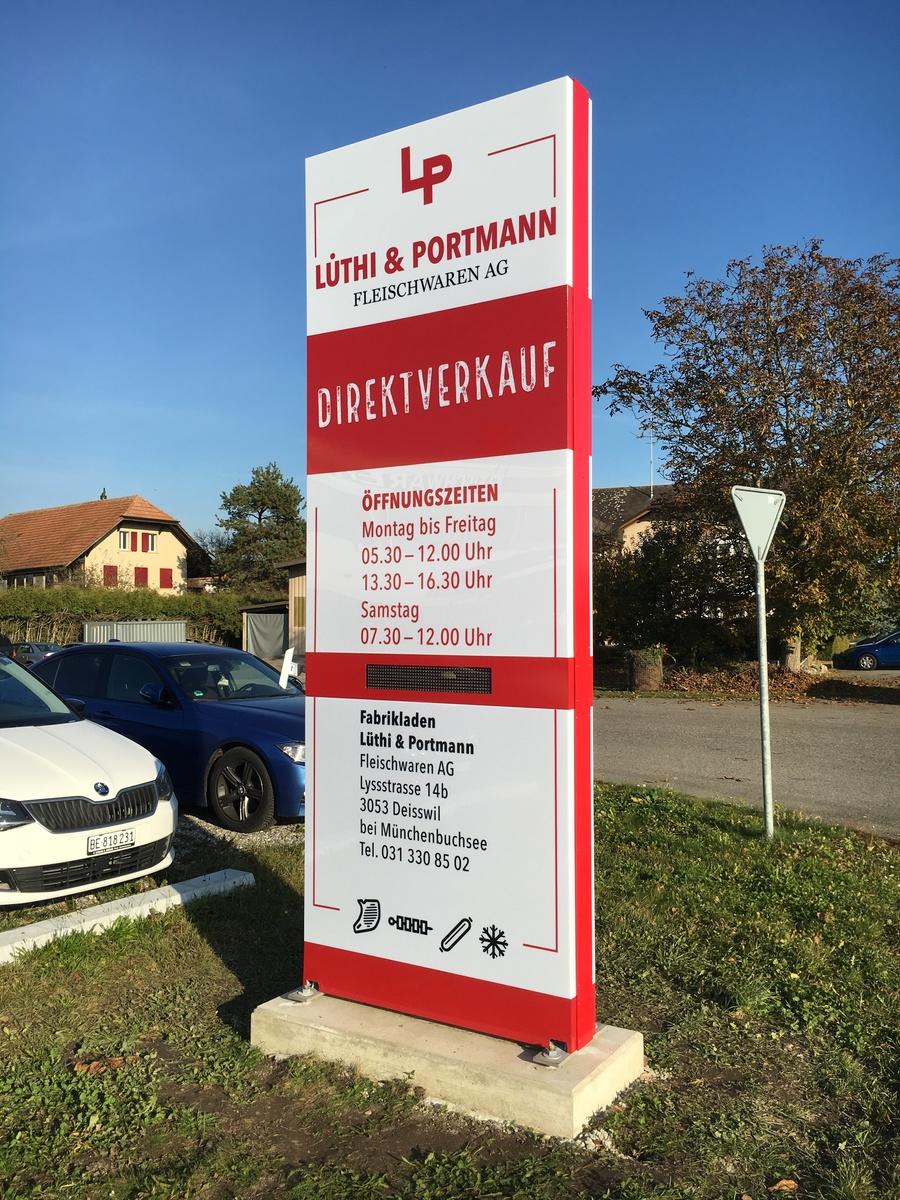 LP
LÜTHI & PORTMANN
FLEISCHWAREN AG
DIREKTVERKAUF
ÖFFNUNGSZEITEN
Montag bis Freitag
05.30 – 12.00 Uhr
13.30 – 16.30 Uhr
Samstag
07.30 – 12.00 Uhr
Fabrikladen
Lüthi & Portmann
Fleischwaren AG
Lyssstrasse 14b
3053 Deisswil
bei Münchenbuchsee
Tel. 031 330 85 02
BE 818 231